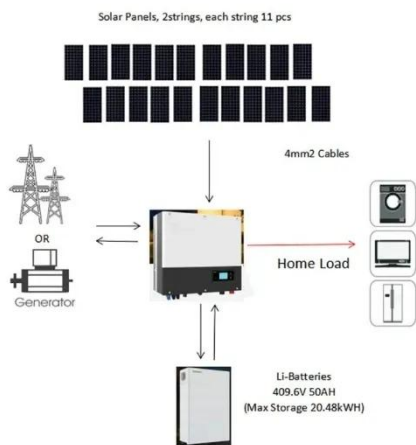 Solar Panels, 2strings, each string 11 pcs
4mm2 Cables
OR
Generator
Home Load
Li-Batteries
409.6V 50AH
(Max Storage 20.48kWH)